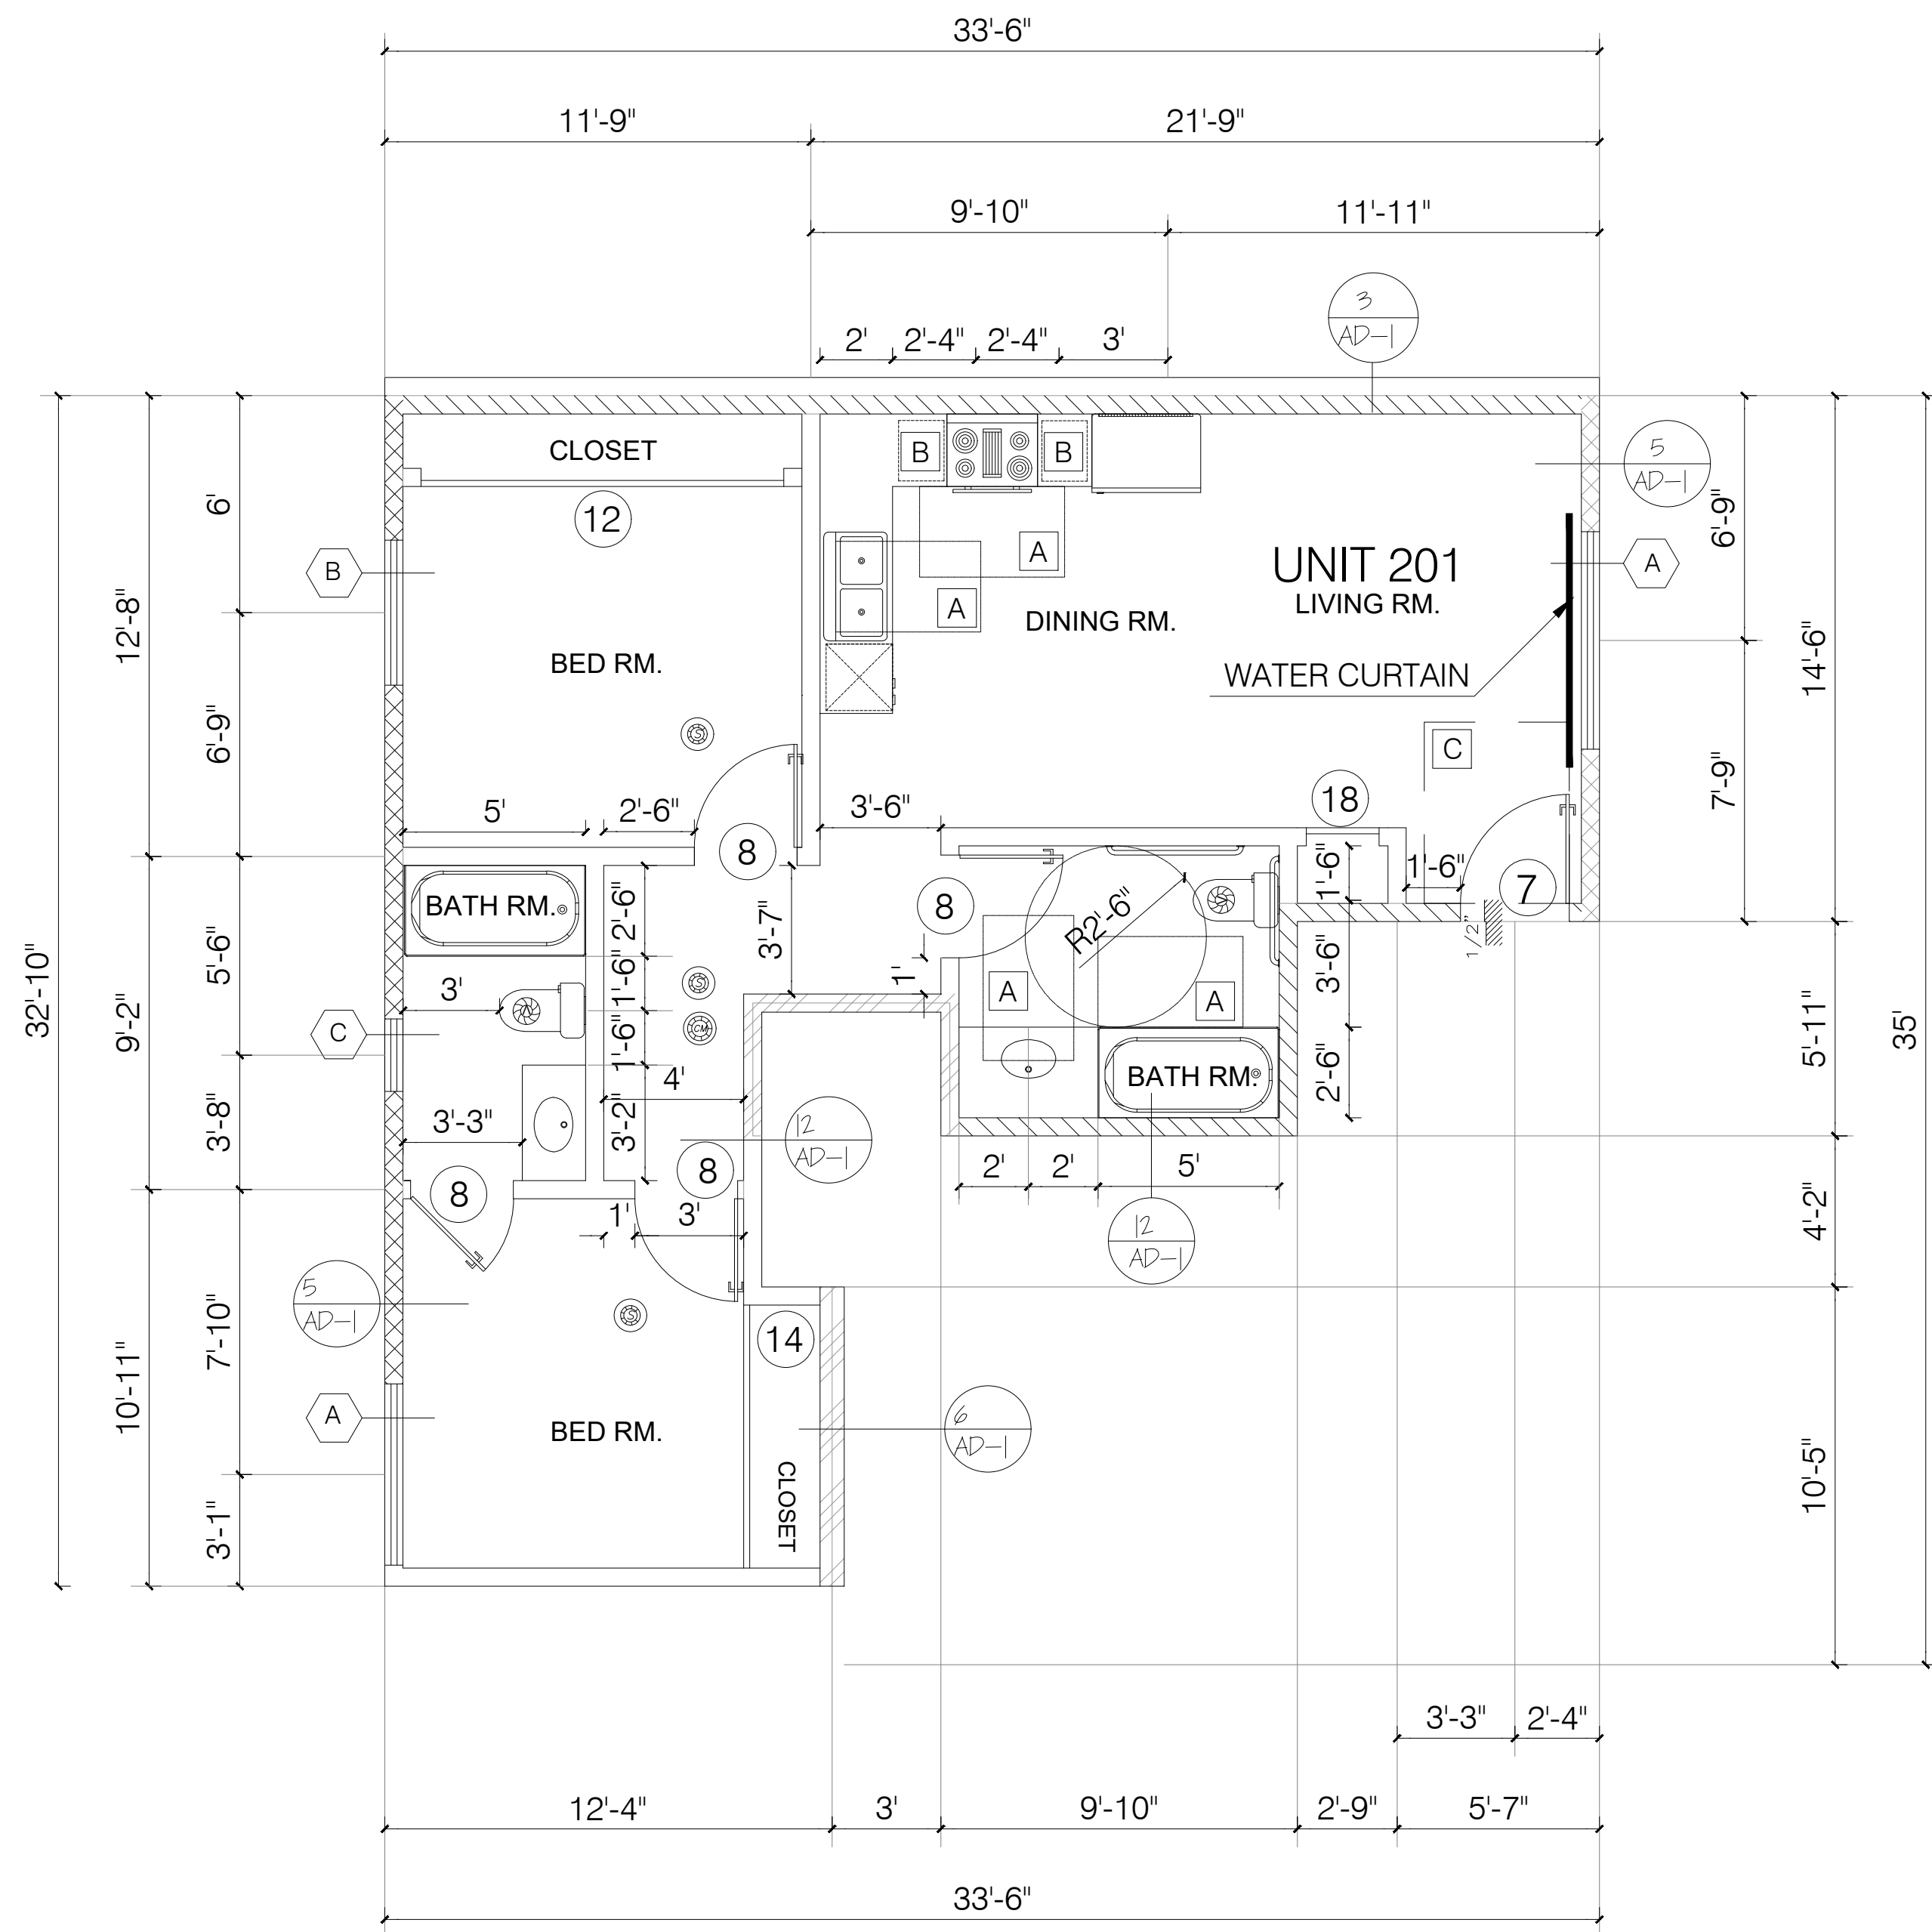 33'-6"
11'-9"
21'-9"
9'-10"
11'-11"
3
AD-1
2'
2'-4"
2'-4"
3'
CLOSET
B
B
5
AD-1
12
6'
6'-9"
A
A
UNIT 201
LIVING RM.
DINING RM.
B
A
12'-8"
14'-6"
BED RM.
WATER CURTAIN
S
6'-9"
C
7'-9"
5'
2'-6"
3'-6"
18
8
BATH RM.
2'-6"
3'-7"
8
R2'-6"
1'-6"
1'-6"
7
1/2"
32'-10"
9'-2"
5'-6"
3'
1'-6"
S
1'
A
A
3'-6"
5'-11"
35'
C
CM
1'-6"
4'
BATH RM.
2'-6"
3'-8"
3'-3"
3'-2"
12
AD-1
8
8
2'
2'
5'
1'
3'
12
AD-1
4'-2"
5
AD-1
S
14
7'-10"
10'-11"
A
BED RM.
6
AD-1
CLOSET
10'-5"
3'-1"
3'-3"
2'-4"
12'-4"
3'
9'-10"
2'-9"
5'-7"
33'-6"